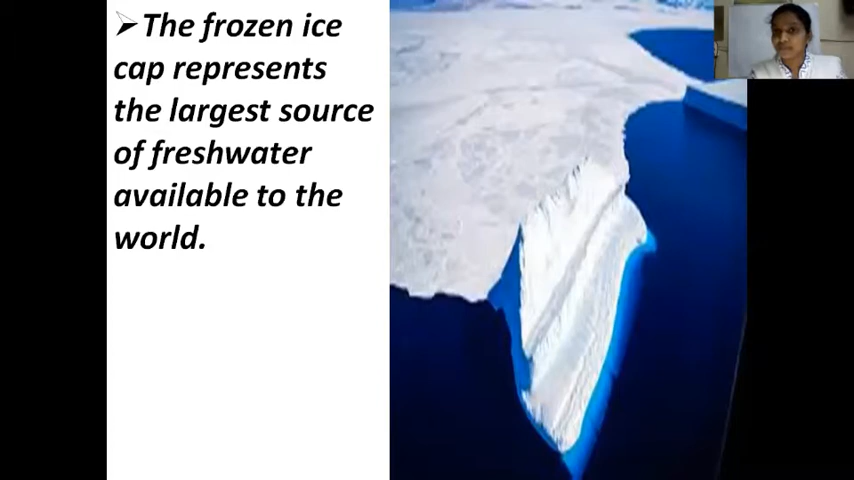 The frozen ice
cap represents
the largest source
of freshwater
available to the
world.